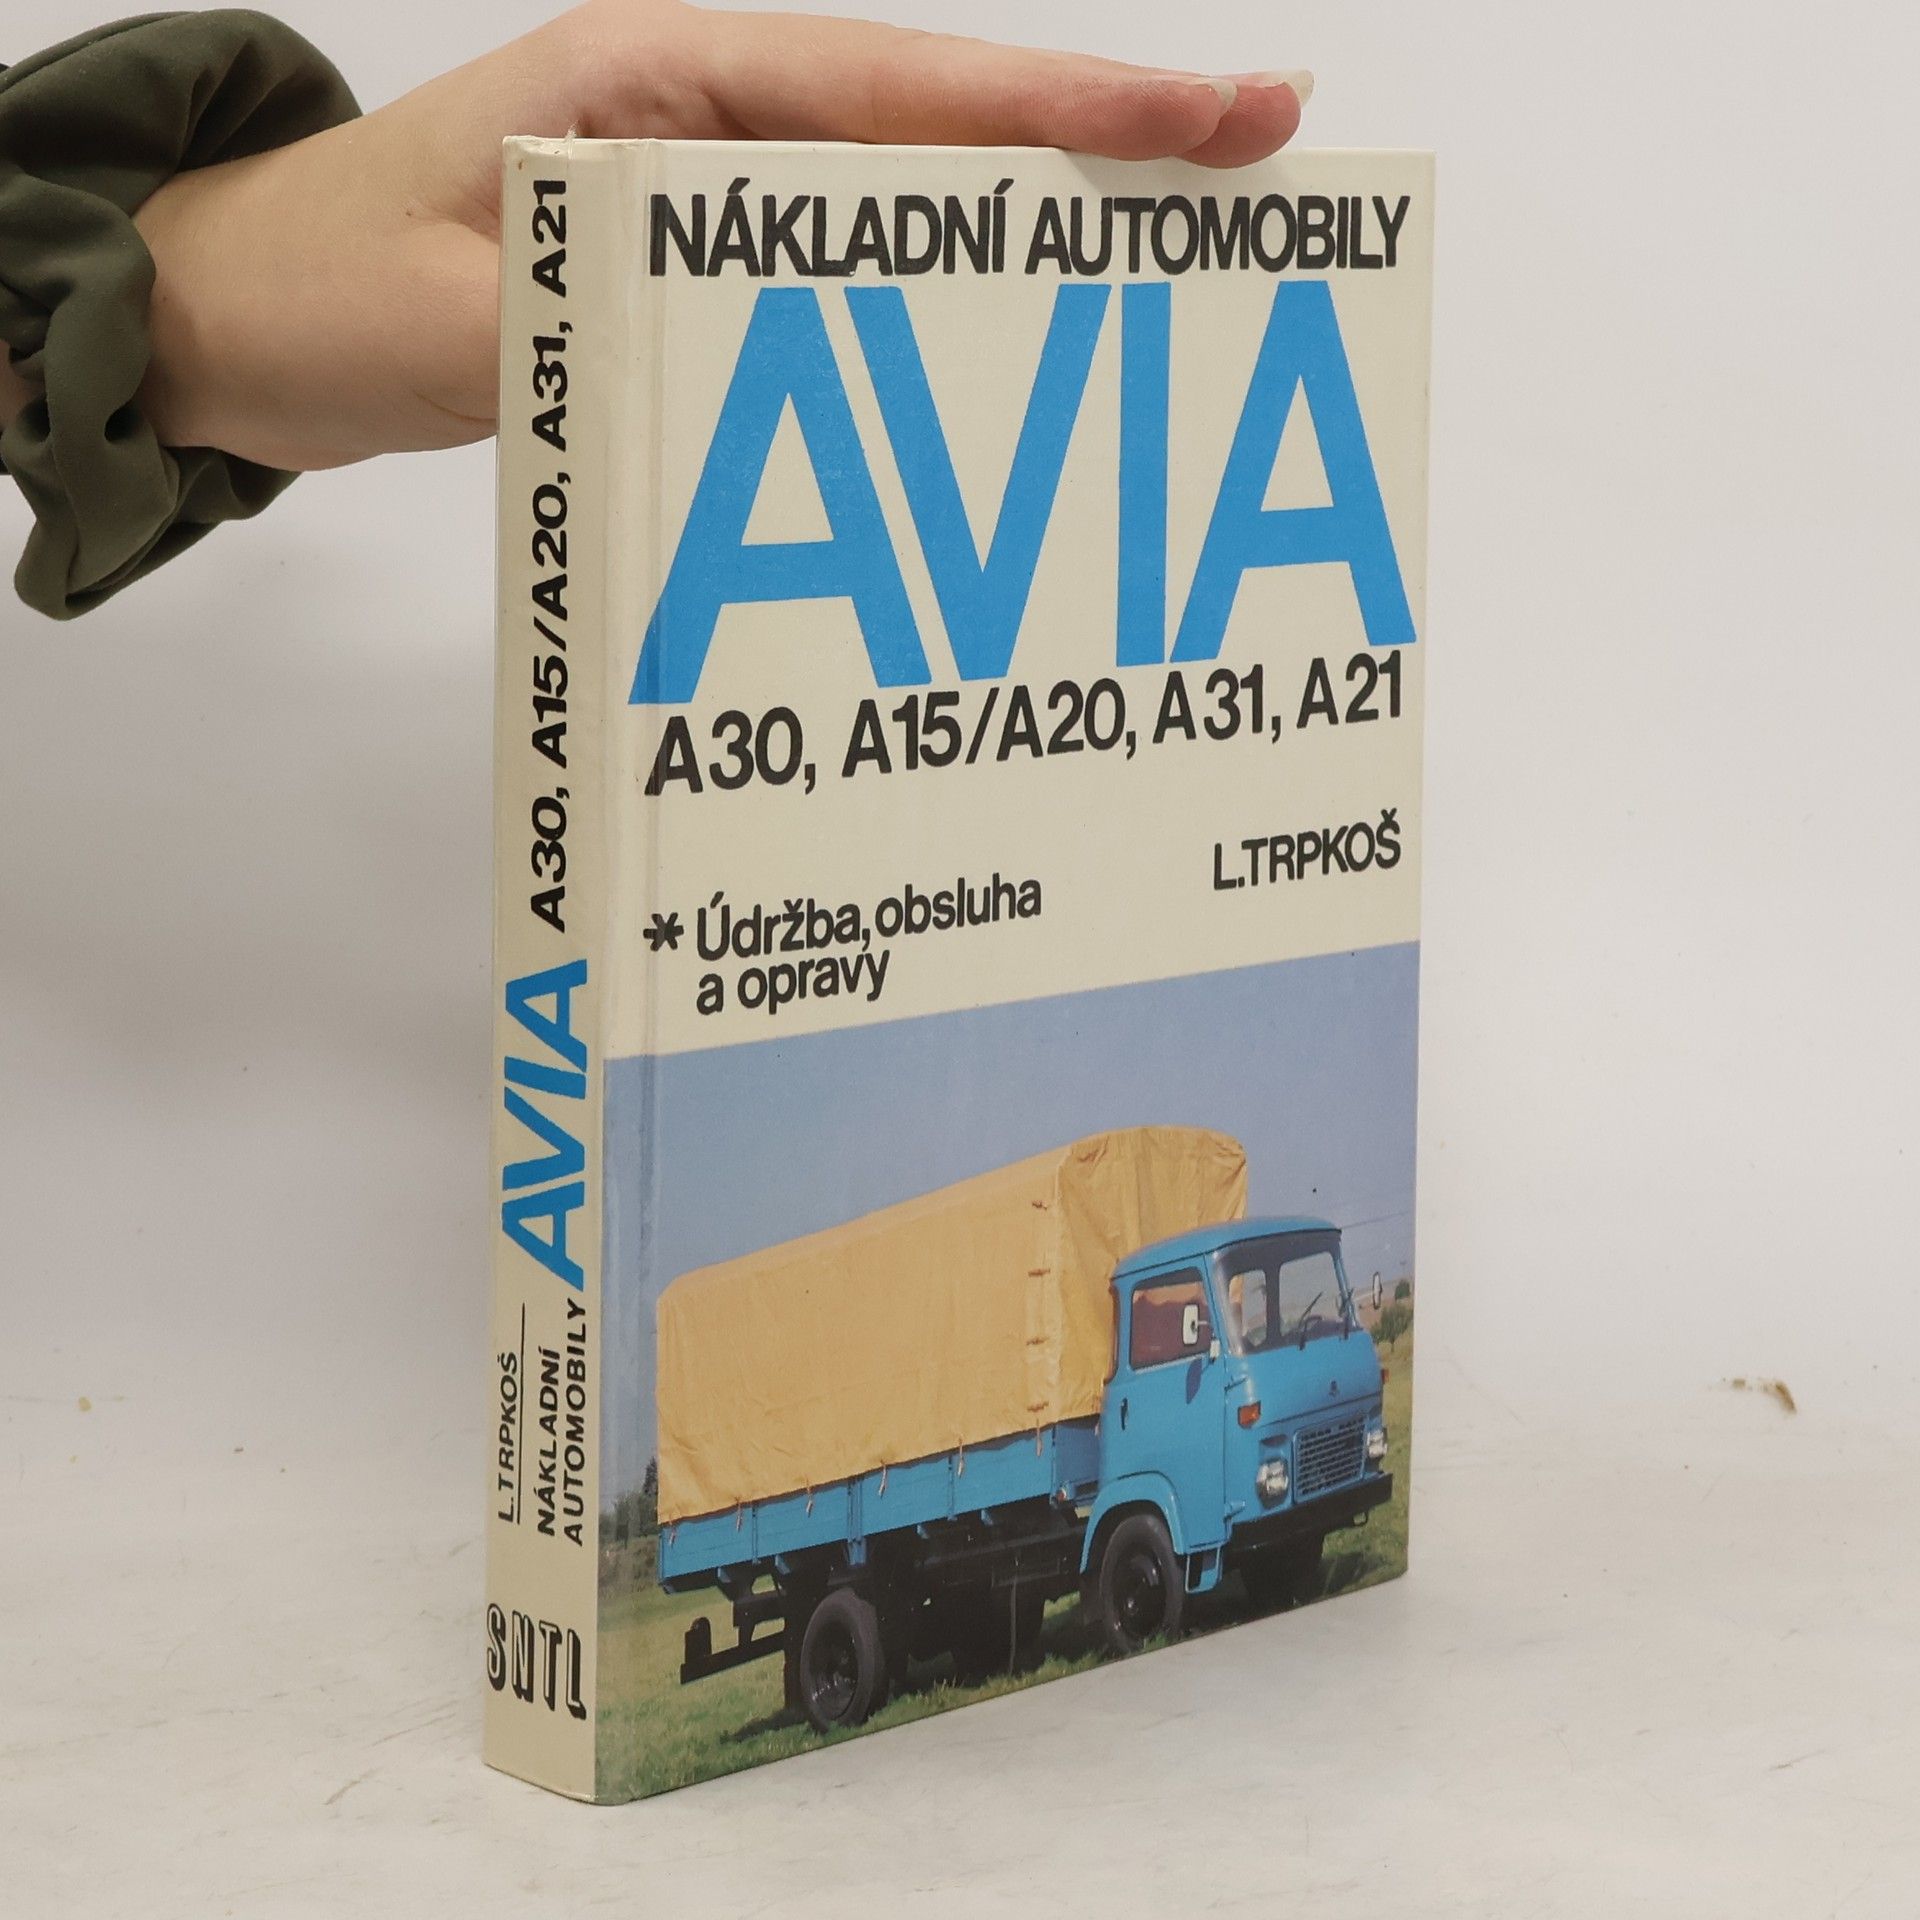 NÁKLADNÍ AUTOMOBILY
AVIA
A30, A15/A20, A31, A21
L.TRPKOŠ
* Údržba, obsluha
a opravy
L.TRPKOŠ
NÁKLADNÍ
AUTOMOBILY
AVIA
A30, A15/A20, A31, A21
SNTL